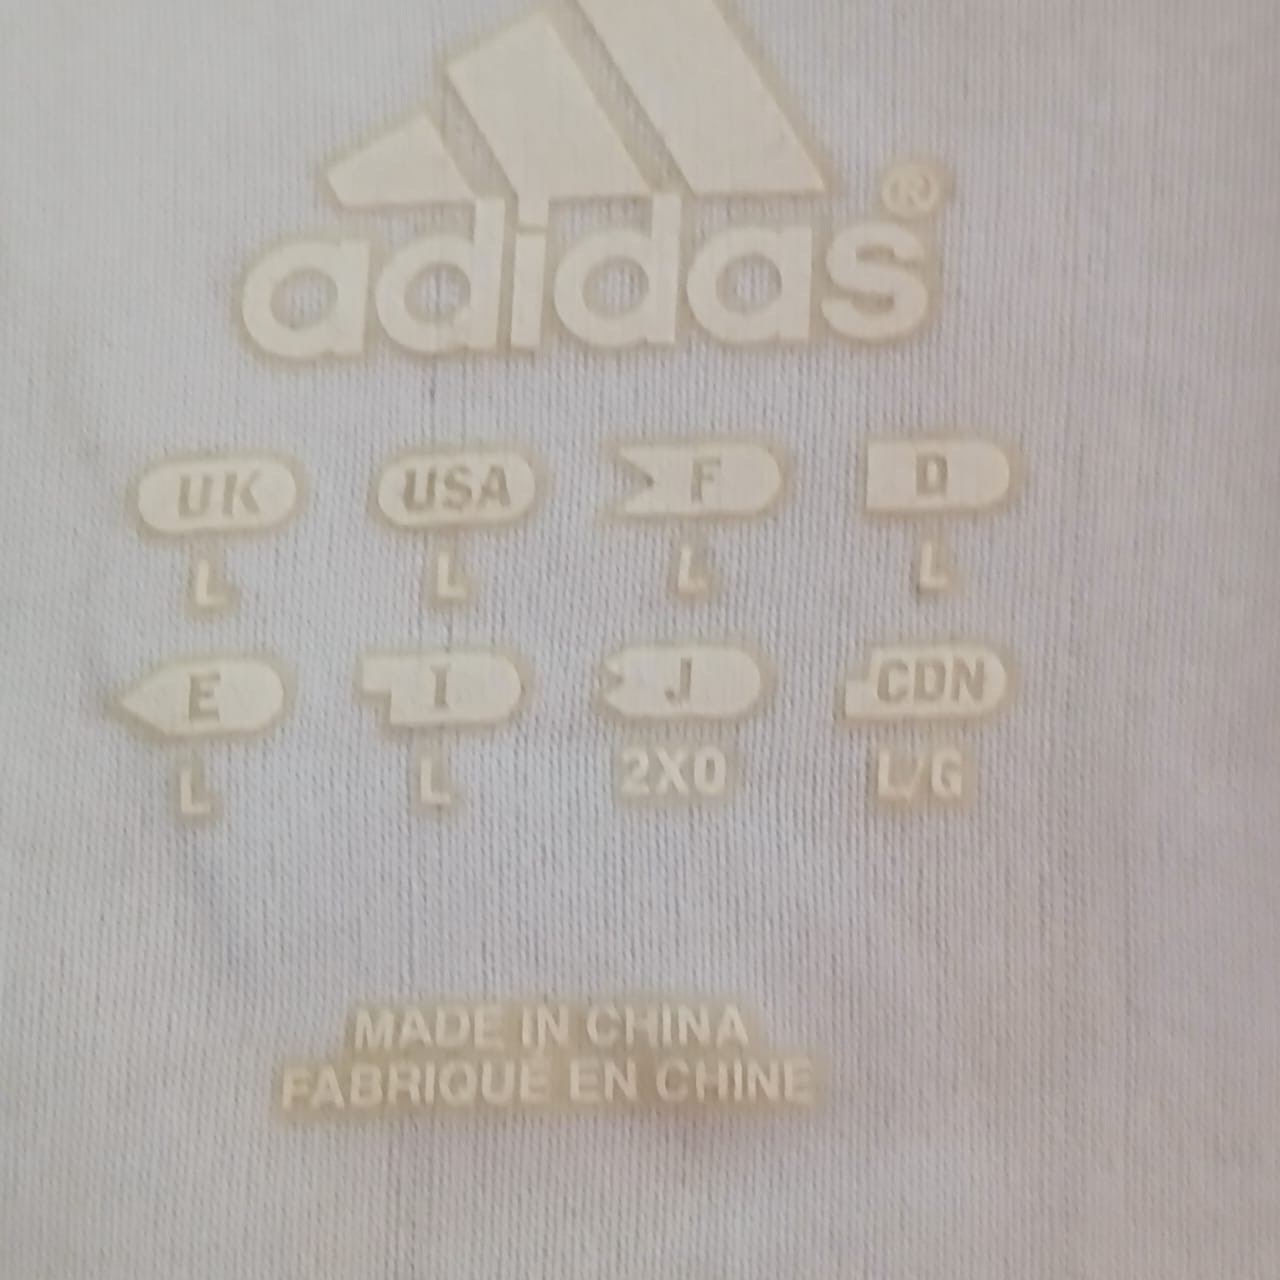 adidas®
UK USA F D
L L L L
E I J CDN
L L 2XO L/G
MADE IN CHINA
FABRIQUÉ EN CHINE